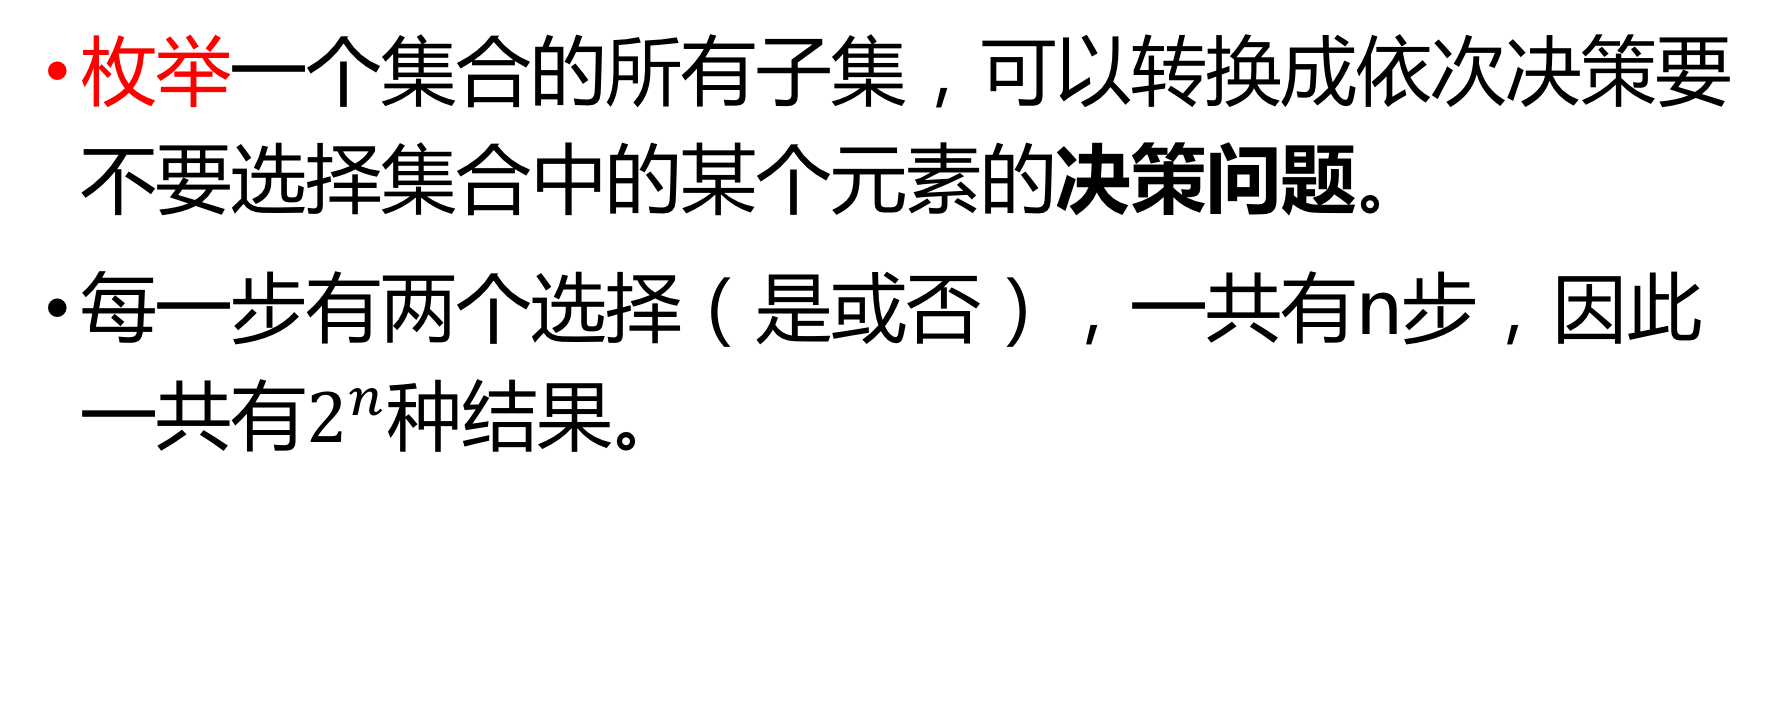 •枚举一个集合的所有子集，可以转换成依次决策要
不要选择集合中的某个元素的决策问题。
•每一步有两个选择（是或否），一共有n步，因此
一共有2ⁿ种结果。